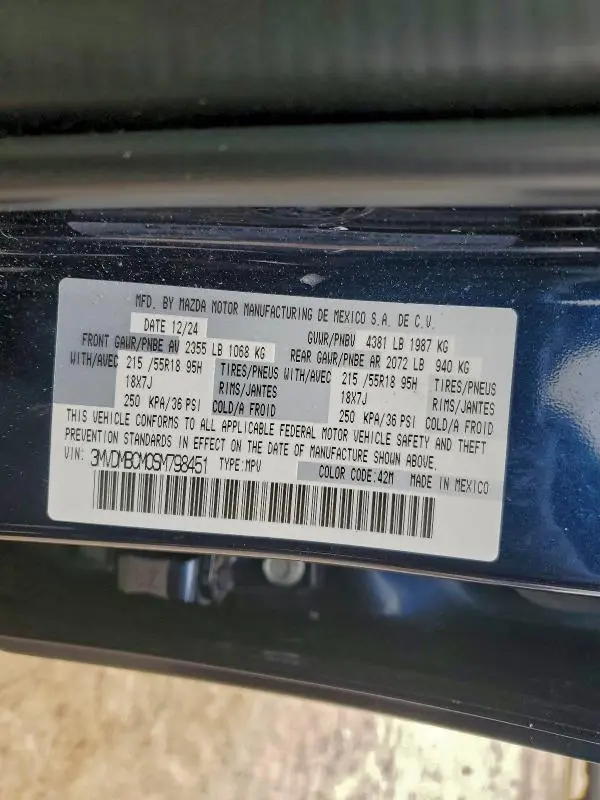 MFD. BY MAZDA MOTOR MANUFACTURING DE MEXICO S.A. DE C.V.
DATE 12/24 GVWR/PNBV 4381 LB 1987 KG
FRONT GAWR/PNBE AV 2355 LB 1068 KG REAR GAWR/PNBE AR 2072 LB 940 KG
WITH/AVEC 215 /55R18 95H TIRES/PNEUS WITH/AVEC 215 /55R18 95H TIRES/PNEUS
18X7J RIMS/JANTES 18X7J RIMS/JANTES
250 KPA/36 PSI COLD/A FROID 250 KPA/36 PSI COLD/A FROID
THIS VEHICLE CONFORMS TO ALL APPLICABLE FEDERAL MOTOR VEHICLE SAFETY AND THEFT
PREVENTION STANDARDS IN EFFECT ON THE DATE OF MANUFACTURE SHOWN ABOVE.
VIN: 3MVDMBCM0SM798451 TYPE:MPV COLOR CODE:42M MADE IN MEXICO